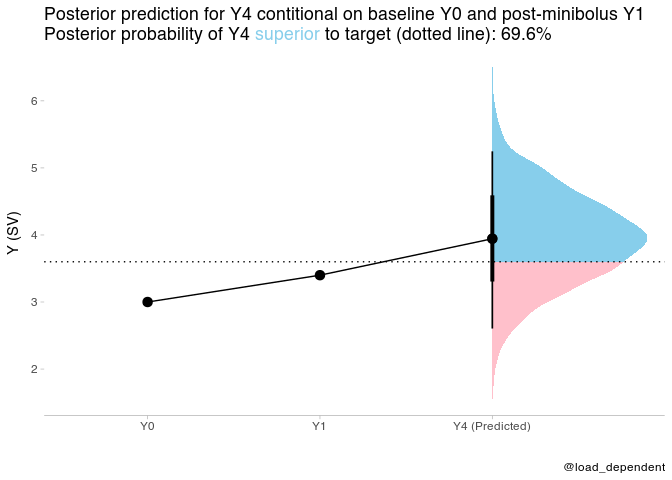 Posterior prediction for Y4 contitional on baseline Y0 and post-minibolus Y1
Posterior probability of Y4 superior to target (dotted line): 69.6%
6
5
4
3
2
Y (SV)
Y0
Y1
Y4 (Predicted)
@load_dependent